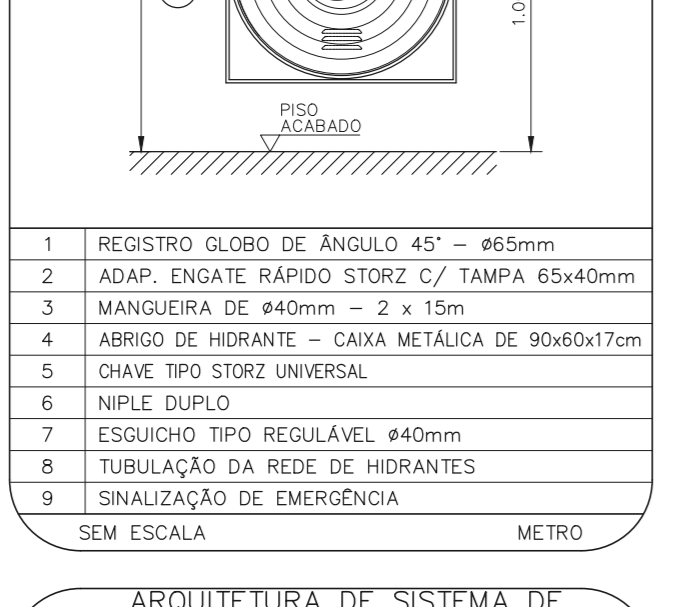 1.0
PISO
ACABADO
1 REGISTRO GLOBO DE ÂNGULO 45° – Ø65mm
2 ADAP. ENGATE RÁPIDO STORZ C/ TAMPA 65x40mm
3 MANGUEIRA DE Ø40mm – 2 x 15m
4 ABRIGO DE HIDRANTE – CAIXA METÁLICA DE 90x60x17cm
5 CHAVE TIPO STORZ UNIVERSAL
6 NIPLE DUPLO
7 ESGUICHO TIPO REGULÁVEL Ø40mm
8 TUBULAÇÃO DA REDE DE HIDRANTES
9 SINALIZAÇÃO DE EMERGÊNCIA
SEM ESCALA METRO
ARQUITETURA DE SISTEMA DE